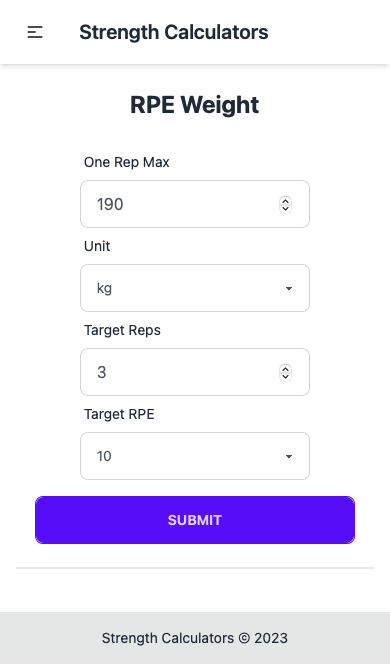 Strength Calculators
RPE Weight
One Rep Max
190
Unit
kg
Target Reps
3
Target RPE
10
SUBMIT
Strength Calculators © 2023